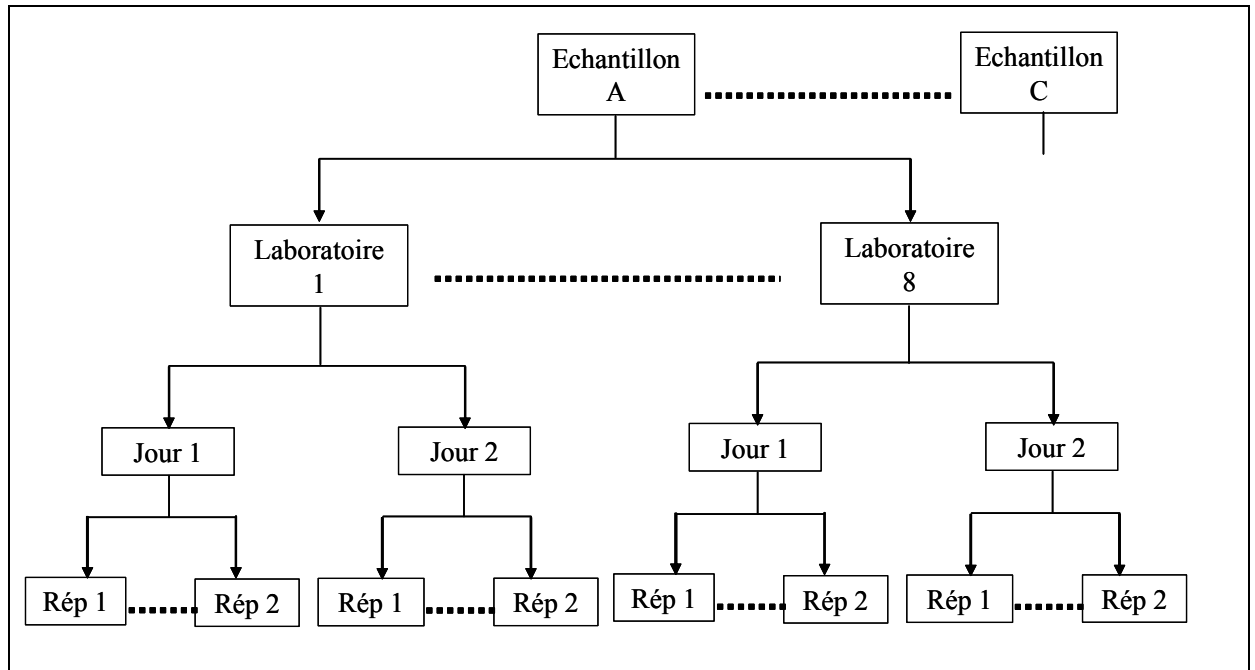 Echantillon
A
Echantillon
C
Laboratoire
1
Laboratoire
8
Jour 1
Jour 2
Jour 1
Jour 2
Rép 1
Rép 2
Rép 1
Rép 2
Rép 1
Rép 2
Rép 1
Rép 2